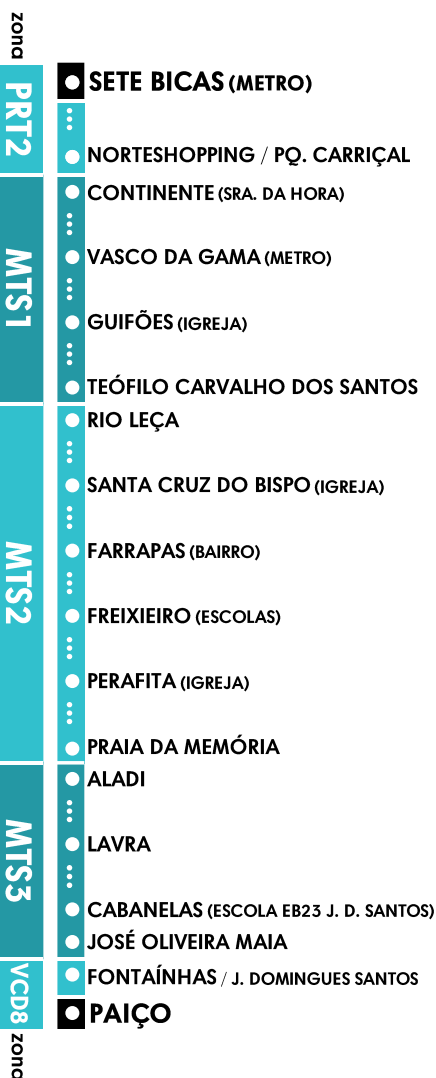 zona
PRT2
SETE BICAS (METRO)
NORTESHOPPING / PQ. CARRIÇAL
MTS1
CONTINENTE (SRA. DA HORA)
VASCO DA GAMA (METRO)
GUIFÕES (IGREJA)
TEÓFILO CARVALHO DOS SANTOS
MTS2
RIO LEÇA
SANTA CRUZ DO BISPO (IGREJA)
FARRAPAS (BAIRRO)
FREIXIEIRO (ESCOLAS)
PERAFITA (IGREJA)
PRAIA DA MEMÓRIA
MTS3
ALADI
LAVRA
CABANELAS (ESCOLA EB23 J. D. SANTOS)
JOSÉ OLIVEIRA MAIA
VCD8
FONTAÍNHAS / J. DOMINGUES SANTOS
PAIÇO
zona